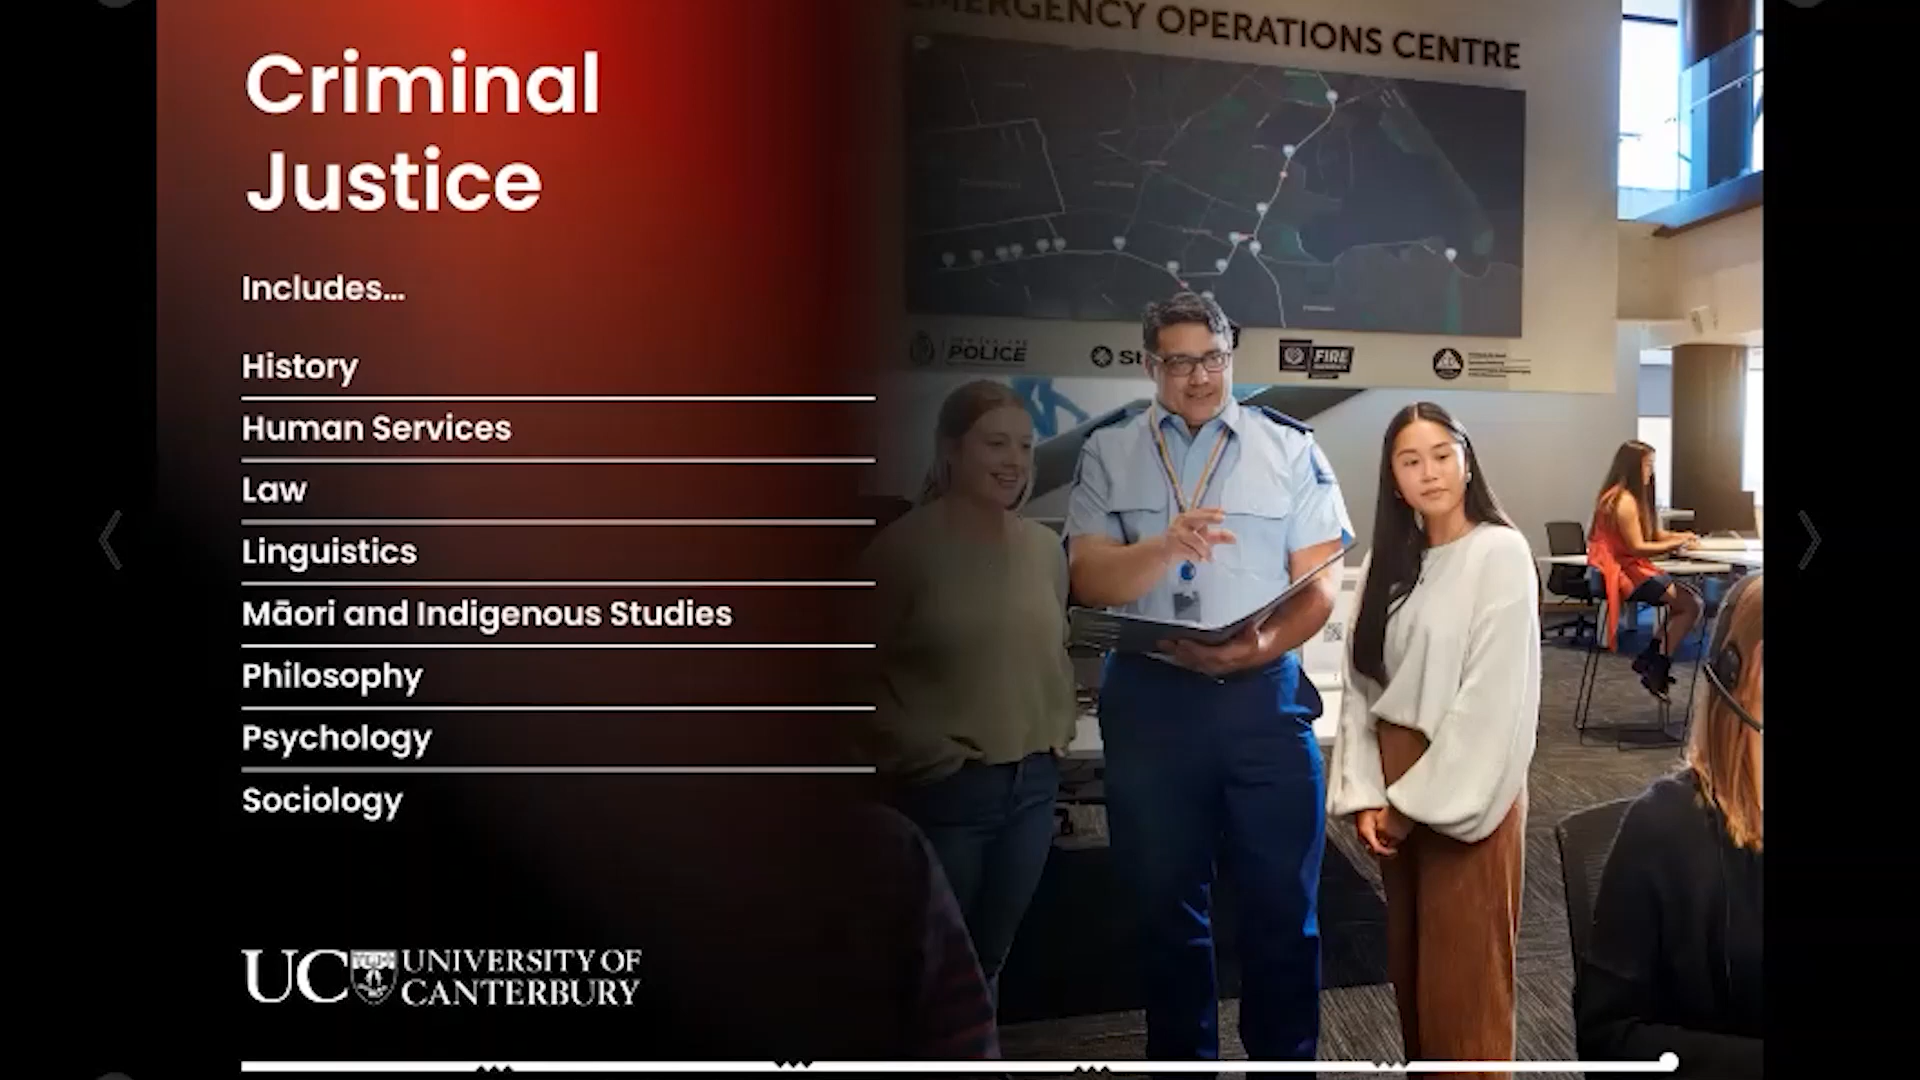 Criminal
Justice
Includes...
History
Human Services
Law
Linguistics
Māori and Indigenous Studies
Philosophy
Psychology
Sociology
UC UNIVERSITY OF
CANTERBURY
EMERGENCY OPERATIONS CENTRE
POLICE
St
FIRE